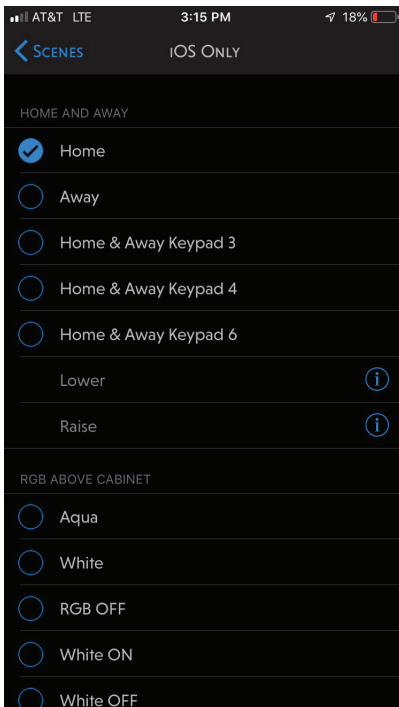 AT&T LTE 3:15 PM 18%
SCENES iOS ONLY
HOME AND AWAY
Home
Away
Home & Away Keypad 3
Home & Away Keypad 4
Home & Away Keypad 6
Lower i
Raise i
RGB ABOVE CABINET
Aqua
White
RGB OFF
White ON
White OFF